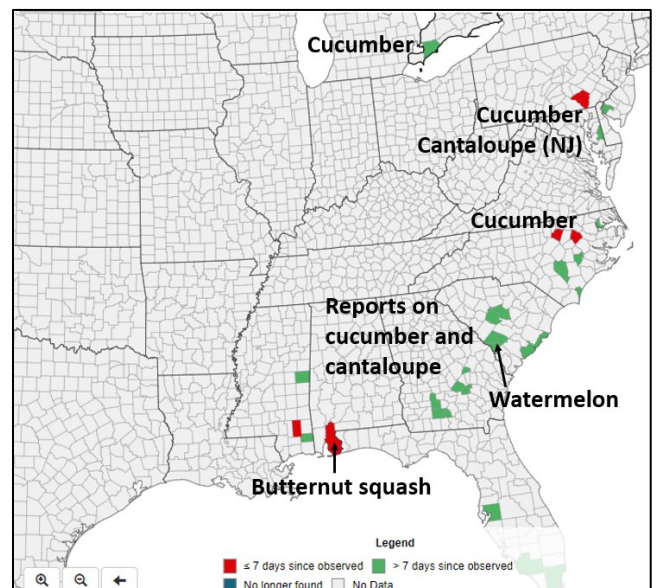 Cucumber
Cucumber
Cantaloupe (NJ)
Cucumber
Reports on
cucumber and
cantaloupe
Watermelon
Butternut squash
Legend
≤ 7 days since observed
> 7 days since observed
No longer found
No Data